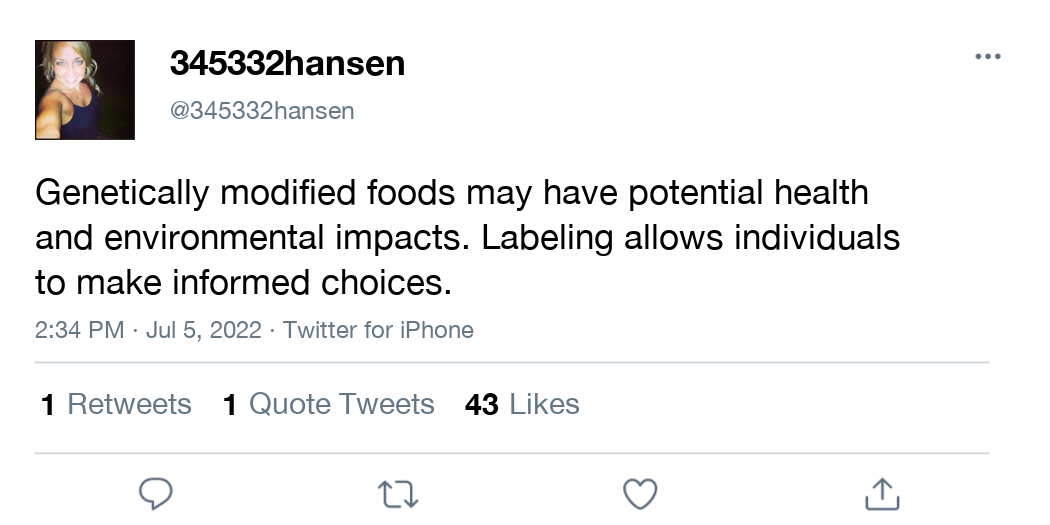 345332hansen
@345332hansen
Genetically modified foods may have potential health
and environmental impacts. Labeling allows individuals
to make informed choices.
2:34 PM · Jul 5, 2022 · Twitter for iPhone
1 Retweets 1 Quote Tweets 43 Likes